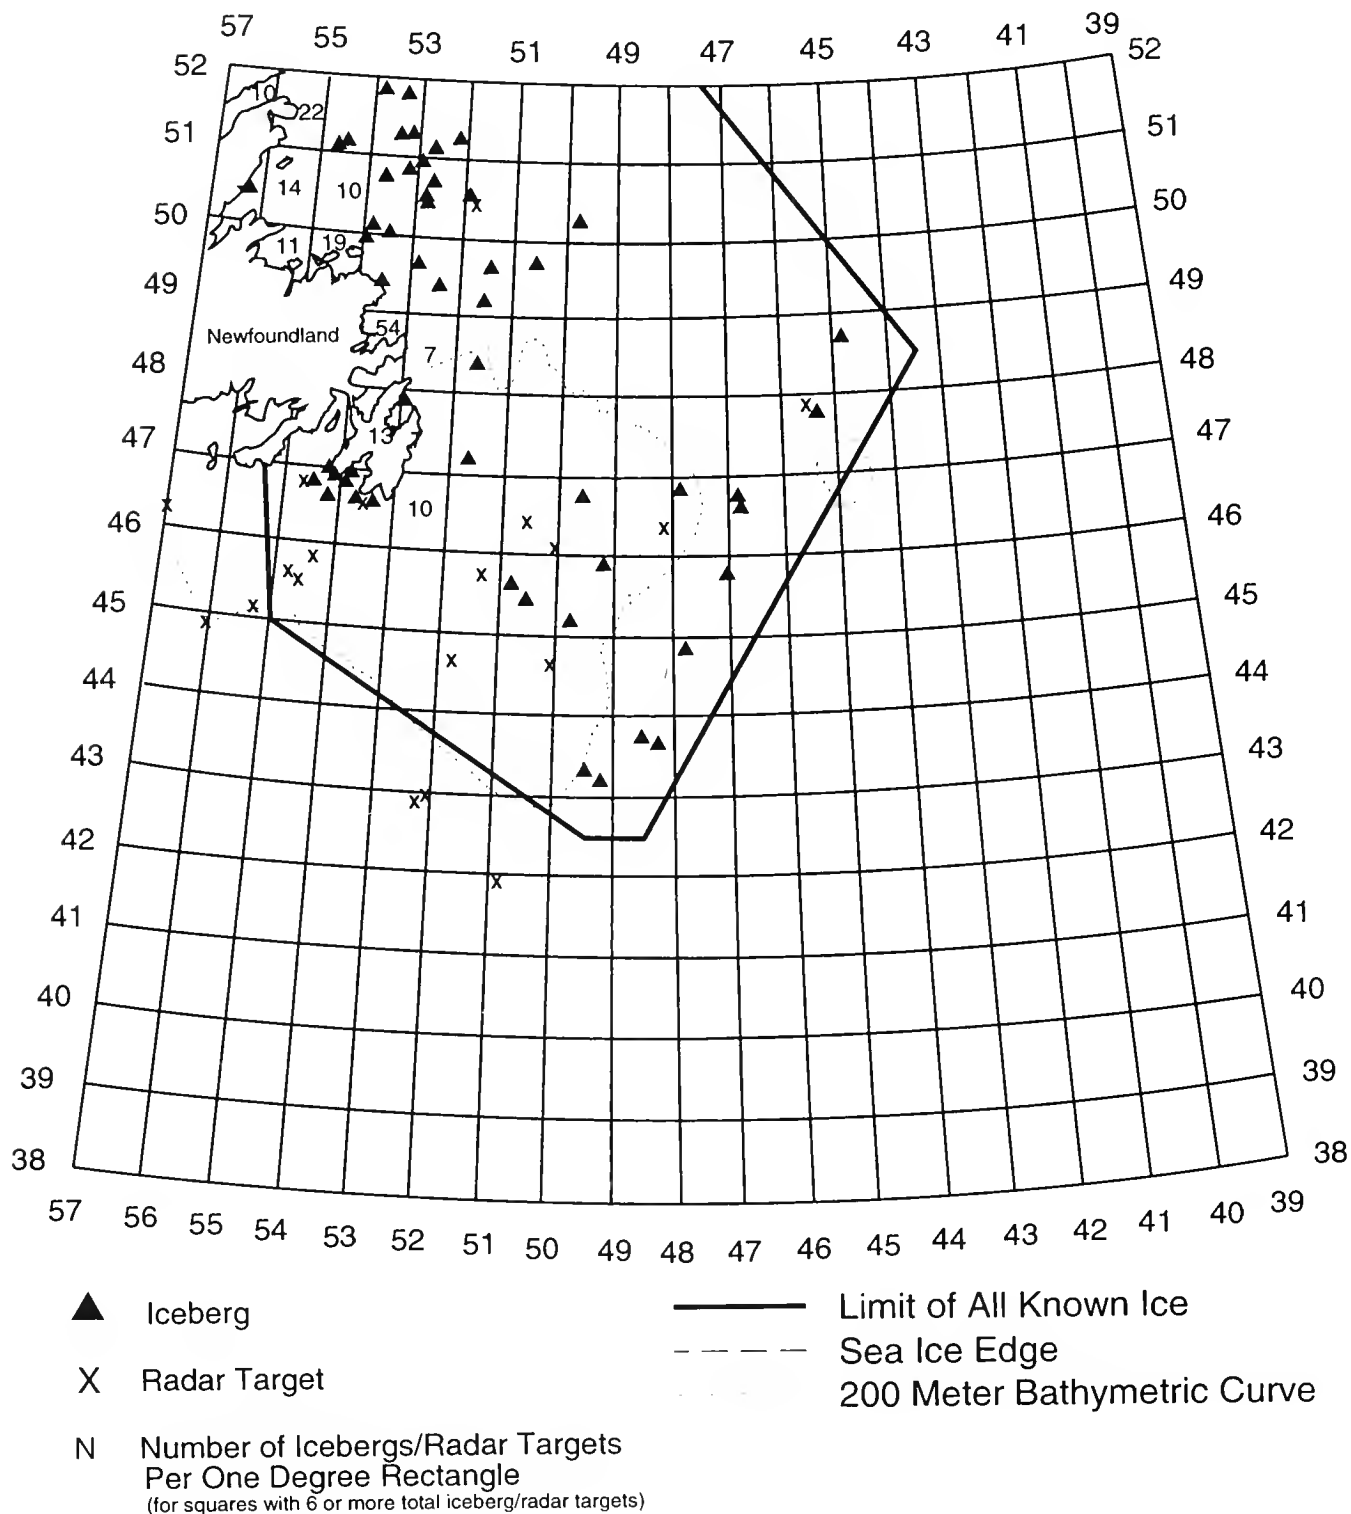 57 55 53 51 49 47 45 43 41 39
52 52
10
22
51 51
14 10
50 50
11 19
49 49
54
Newfoundland
7
48 48
13
47 47
10
46 46
45 45
44 44
43 43
42 42
41 41
40 40
39 39
38 38
57 56 55 54 53 52 51 50 49 48 47 46 45 44 43 42 41 40 39
Iceberg
X Radar Target
N Number of Icebergs/Radar Targets
Per One Degree Rectangle
(for squares with 6 or more total iceberg/radar targets)
Limit of All Known Ice
Sea Ice Edge
200 Meter Bathymetric Curve